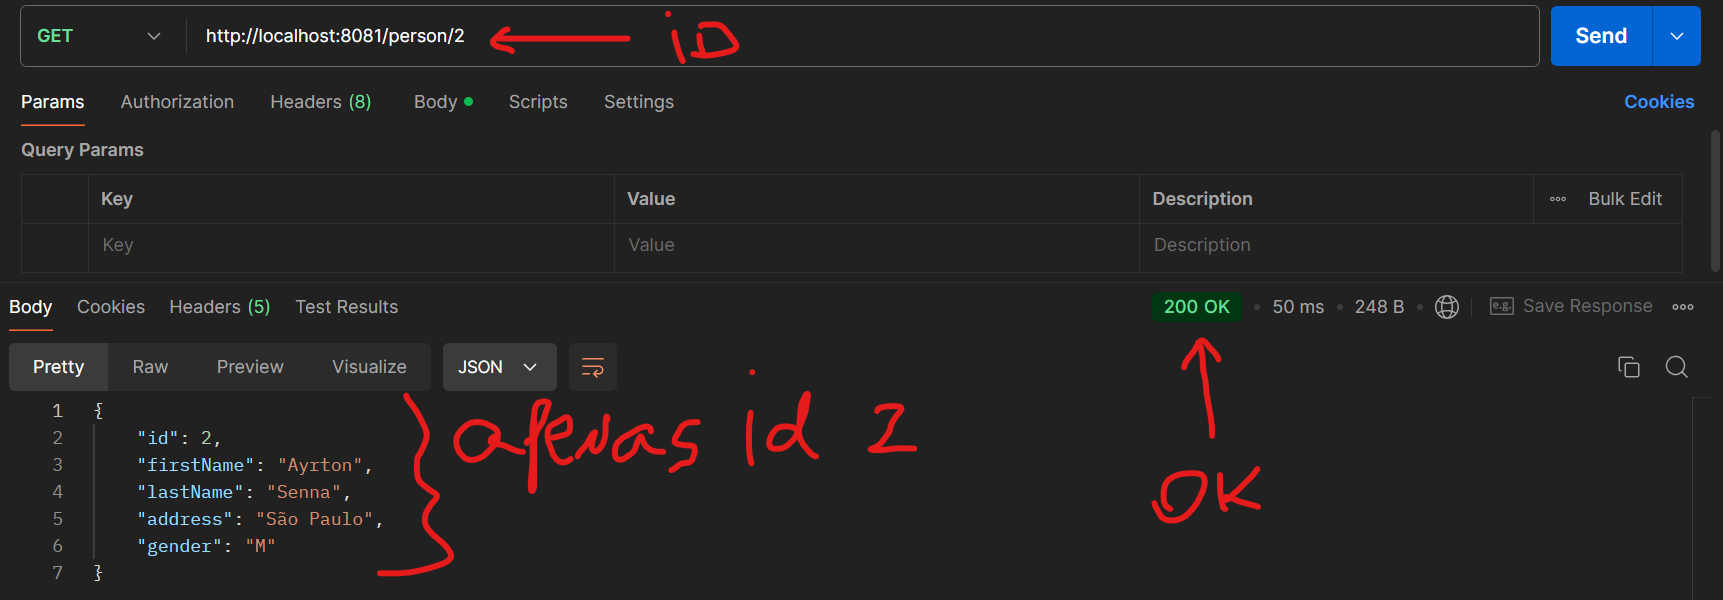 GET http://localhost:8081/person/2 iD Send
Params Authorization Headers (8) Body Scripts Settings Cookies
Query Params
Key Value Description Bulk Edit
Key Value Description
Body Cookies Headers (5) Test Results 200 OK 50 ms 248 B e.g. Save Response
Pretty Raw Preview Visualize JSON
1 {
2 "id": 2,
3 "firstName": "Ayrton",
4 "lastName": "Senna",
5 "address": "São Paulo",
6 "gender": "M"
7 }
apenas id 2
OK